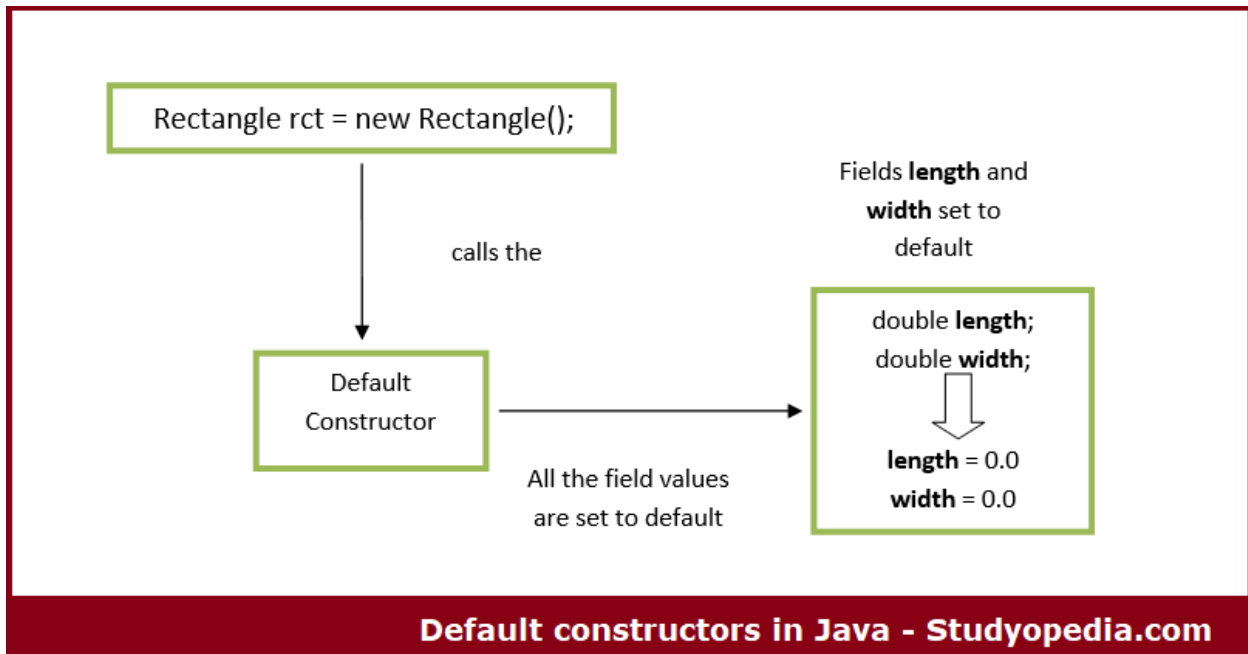 Rectangle rct = new Rectangle();
calls the
Default
Constructor
All the field values
are set to default
Fields length and
width set to
default
double length;
double width;
length = 0.0
width = 0.0
Default constructors in Java - Studyopedia.com